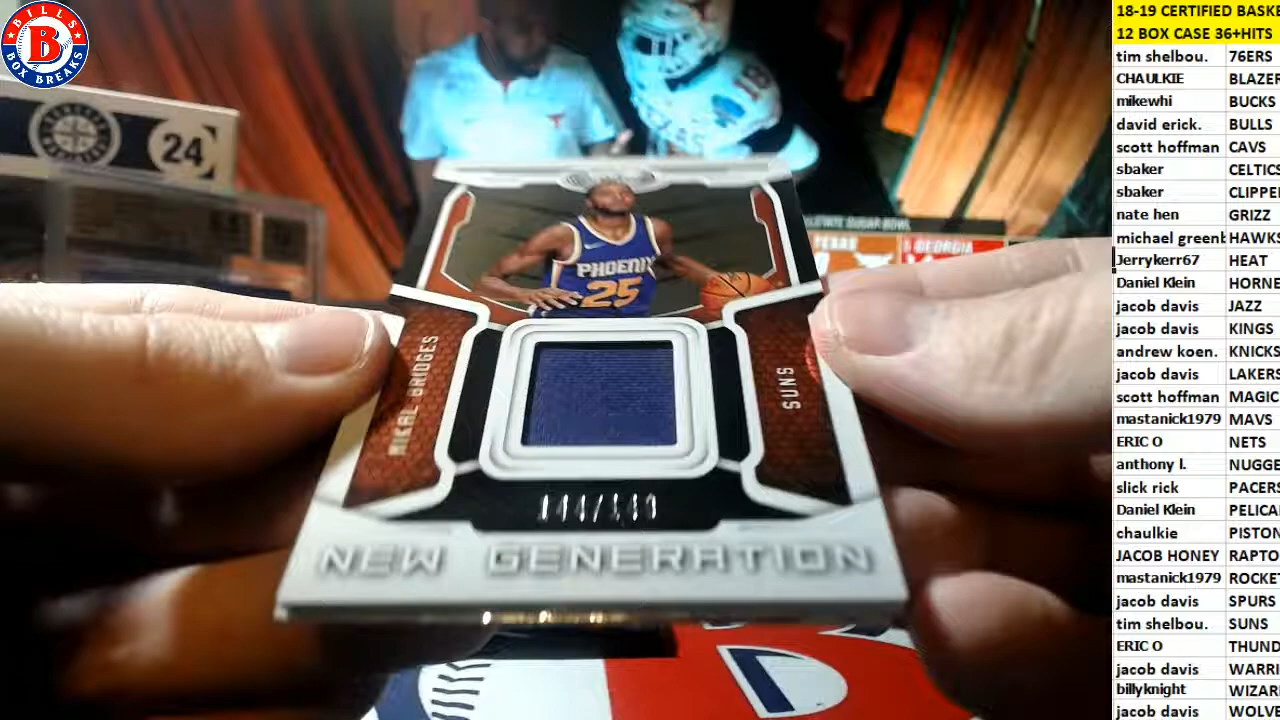 BILLS
B
BOX BREAKS
24
TEXAS
GEORGIA
PHOENIX
25
MIKAL BRIDGES
SUNS
NEW GENERATION
18-19 CERTIFIED BASKE
12 BOX CASE 36+HITS
tim shelbou. 76ERS
CHAULKIE BLAZER
mikewhi BUCKS
david erick. BULLS
scott hoffman CAVS
sbaker CELTICS
sbaker CLIPPE
nate hen GRIZZ
michael greenb HAWKS
Jerrykerr67 HEAT
Daniel Klein HORNE
jacob davis JAZZ
jacob davis KINGS
andrew koen. KNICKS
jacob davis LAKERS
scott hoffman MAGIC
mastanick1979 MAVS
ERIC O NETS
anthony l. NUGGE
slick rick PACERS
Daniel Klein PELICA
chaulkie PISTON
JACOB HONEY RAPTO
mastanick1979 ROCKET
jacob davis SPURS
tim shelbou. SUNS
ERIC O THUND
jacob davis WARRI
billyknight WIZAR
jacob davis WOLVE